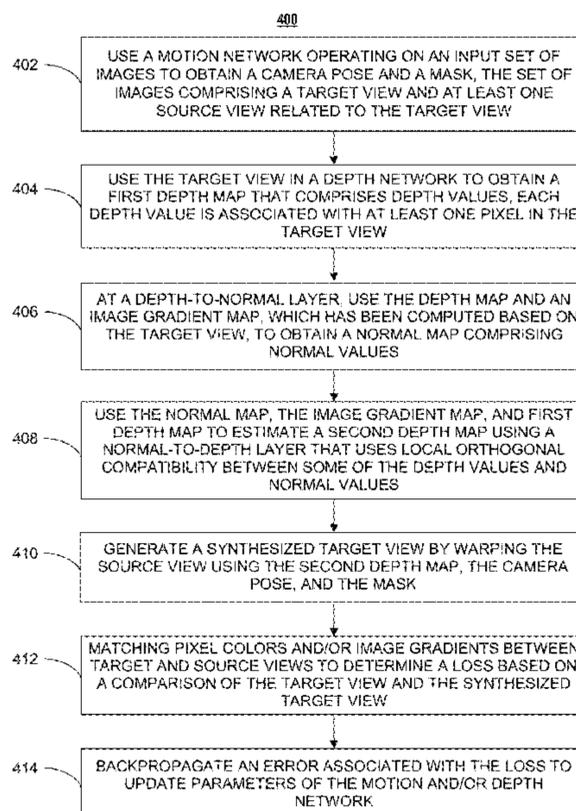 400
402
USE A MOTION NETWORK OPERATING ON AN INPUT SET OF
IMAGES TO OBTAIN A CAMERA POSE AND A MASK, THE SET OF
IMAGES COMPRISING A TARGET VIEW AND AT LEAST ONE
SOURCE VIEW RELATED TO THE TARGET VIEW
404
USE THE TARGET VIEW IN A DEPTH NETWORK TO OBTAIN A
FIRST DEPTH MAP THAT COMPRISES DEPTH VALUES, EACH
DEPTH VALUE IS ASSOCIATED WITH AT LEAST ONE PIXEL IN THE
TARGET VIEW
406
AT A DEPTH-TO-NORMAL LAYER, USE THE DEPTH MAP AND AN
IMAGE GRADIENT MAP, WHICH HAS BEEN COMPUTED BASED ON
THE TARGET VIEW, TO OBTAIN A NORMAL MAP COMPRISING
NORMAL VALUES
408
USE THE NORMAL MAP, THE IMAGE GRADIENT MAP, AND FIRST
DEPTH MAP TO ESTIMATE A SECOND DEPTH MAP USING A
NORMAL-TO-DEPTH LAYER THAT USES LOCAL ORTHOGONAL
COMPATIBILITY BETWEEN SOME OF THE DEPTH VALUES AND
NORMAL VALUES
410
GENERATE A SYNTHESIZED TARGET VIEW BY WARPING THE
SOURCE VIEW USING THE SECOND DEPTH MAP, THE CAMERA
POSE, AND THE MASK
412
MATCHING PIXEL COLORS AND/OR IMAGE GRADIENTS BETWEEN
TARGET AND SOURCE VIEWS TO DETERMINE A LOSS BASED ON
A COMPARISON OF THE TARGET VIEW AND THE SYNTHESIZED
TARGET VIEW
414
BACKPROPAGATE AN ERROR ASSOCIATED WITH THE LOSS TO
UPDATE PARAMETERS OF THE MOTION AND/OR DEPTH
NETWORK